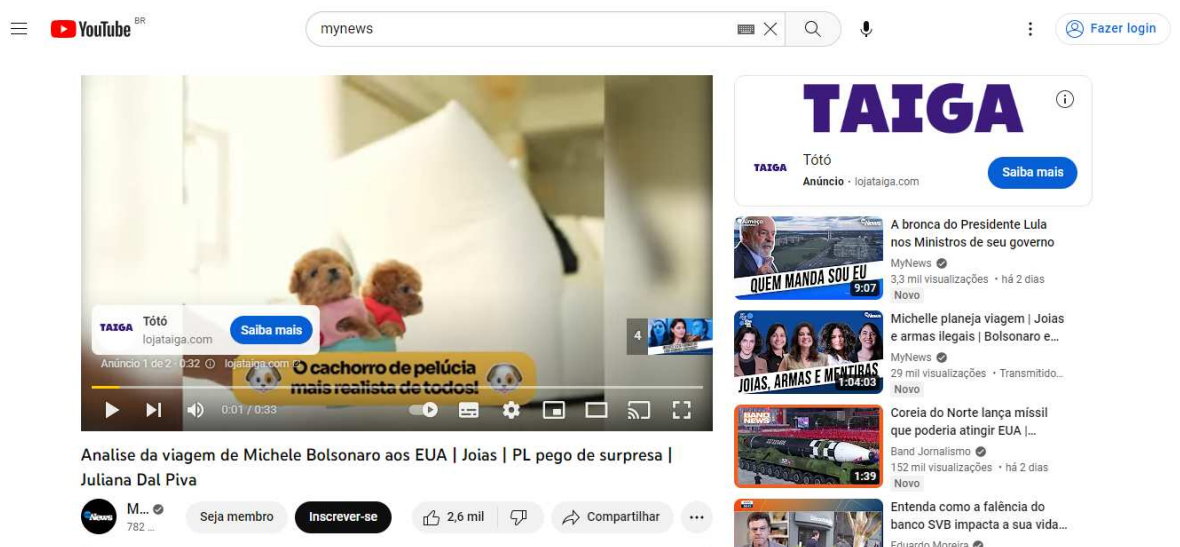 YouTube BR
mynews
Fazer login
TAIGA
Tótó
lojataiga.com
Saiba mais
Anúncio 1 de 2 · 0:32 lojataiga.com
O cachorro de pelúcia
mais realista de todos!
4
0:01 / 0:33
Analise da viagem de Michele Bolsonaro aos EUA | Joias | PL pego de surpresa |
Juliana Dal Piva
News
M...
782 ...
Seja membro
Inscrever-se
2,6 mil
Compartilhar
TAIGA
TAIGA
Tótó
Anúncio · lojataiga.com
Saiba mais
Almoço
News
QUEM MANDA SOU EU
9:07
A bronca do Presidente Lula
nos Ministros de seu governo
MyNews
3,3 mil visualizações • há 2 dias
Novo
News
JOIAS, ARMAS E MENTIRAS
1:04:03
Michelle planeja viagem | Joias
e armas ilegais | Bolsonaro e...
MyNews
29 mil visualizações • Transmitido...
Novo
BAND
NEWS
1:39
Coreia do Norte lança míssil
que poderia atingir EUA |...
Band Jornalismo
152 mil visualizações • há 2 dias
Novo
Entenda como a falência do
banco SVB impacta a sua vida...
Eduardo Moreira